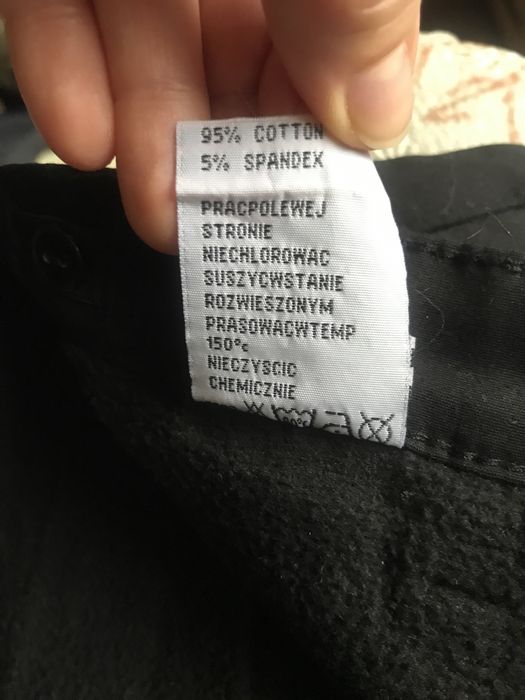 95% COTTON
5% SPANDEX
PRACPOLEWEJ
STRONIE
NIECHLOROWAC
SUSZYCWSTANIE
ROZWIESZONYM
PRASOWACWTEMP
150°c
NIECZYSCIC
CHEMICZNIE